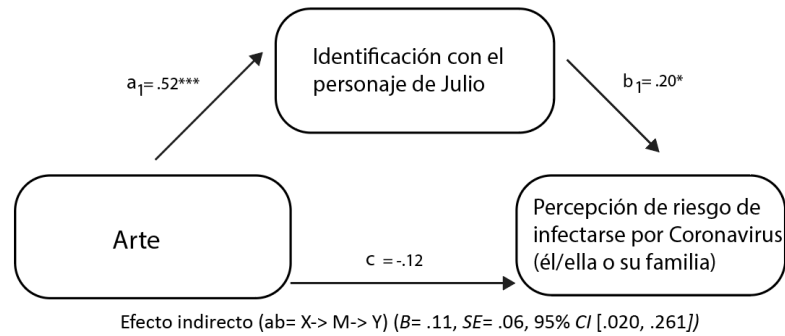 Identificación con el
personaje de Julio
a1= .52***
b1= .20*
Arte
Percepción de riesgo de
infectarse por Coronavirus
(él/ella o su familia)
c = -.12
Efecto indirecto (ab= X-> M-> Y) (B= .11, SE= .06, 95% CI [.020, .261])